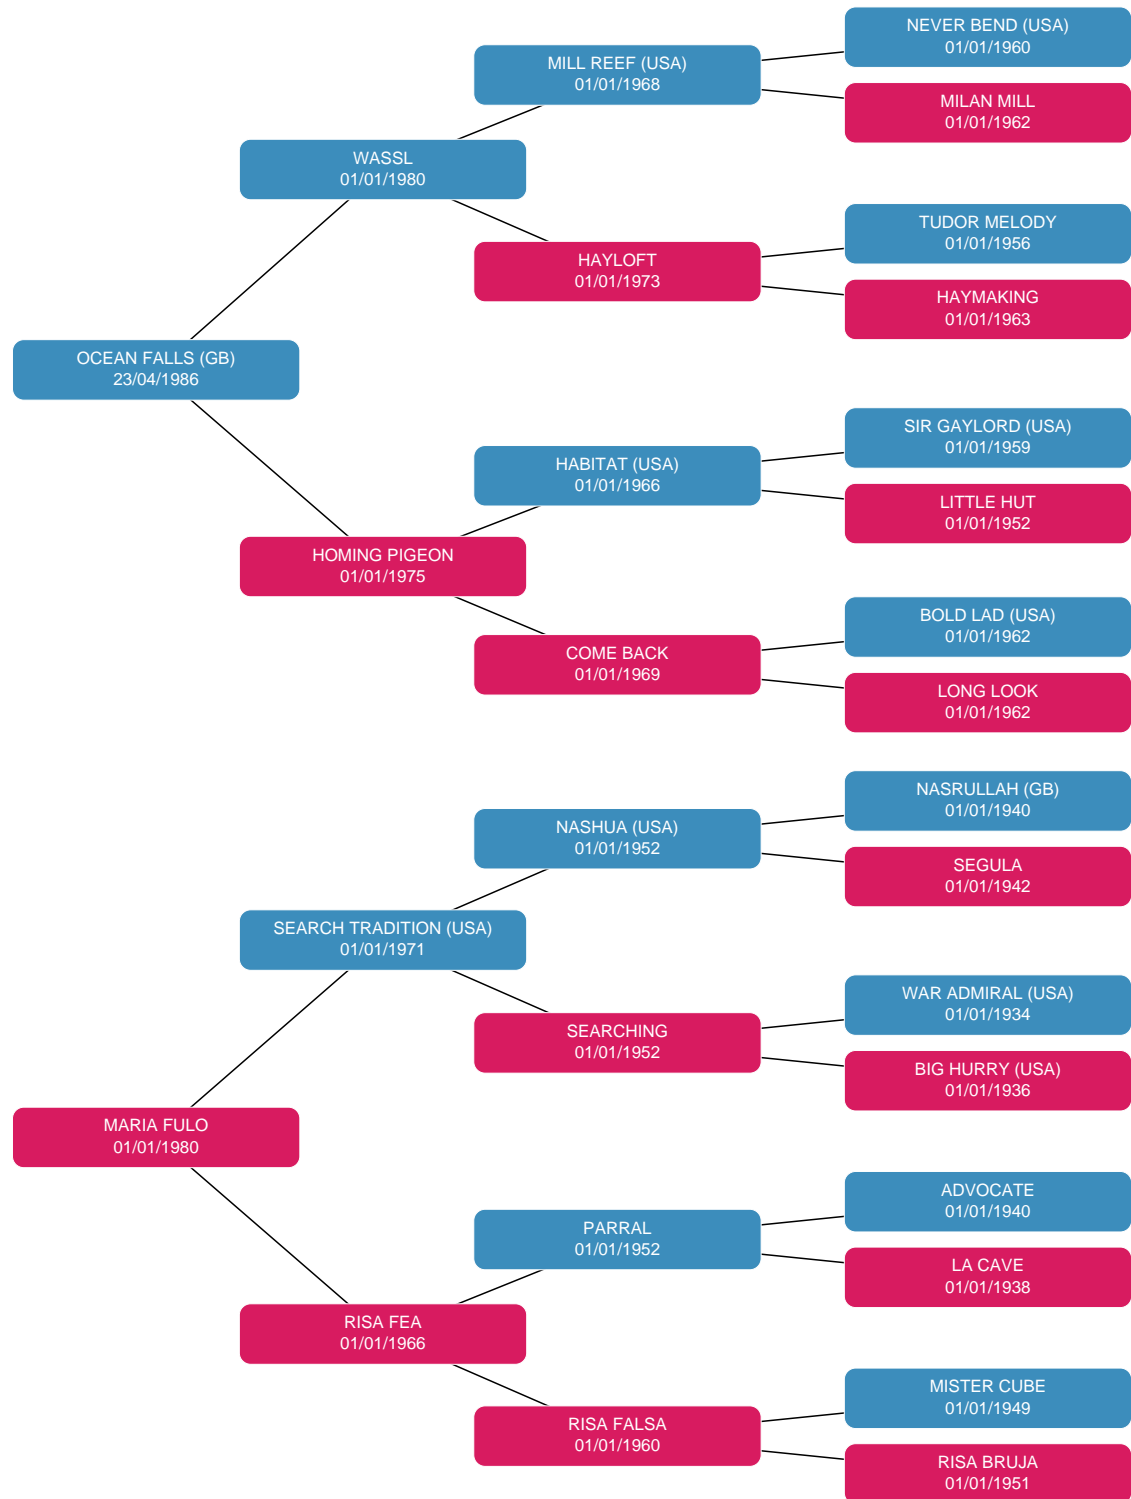 NEVER BEND (USA)
01/01/1960
MILL REEF (USA)
01/01/1968
MILAN MILL
01/01/1962
WASSL
01/01/1980
TUDOR MELODY
01/01/1956
HAYLOFT
01/01/1973
HAYMAKING
01/01/1963
OCEAN FALLS (GB)
23/04/1986
SIR GAYLORD (USA)
01/01/1959
HABITAT (USA)
01/01/1966
LITTLE HUT
01/01/1952
HOMING PIGEON
01/01/1975
BOLD LAD (USA)
01/01/1962
COME BACK
01/01/1969
LONG LOOK
01/01/1962
NASRULLAH (GB)
01/01/1940
NASHUA (USA)
01/01/1952
SEGULA
01/01/1942
SEARCH TRADITION (USA)
01/01/1971
WAR ADMIRAL (USA)
01/01/1934
SEARCHING
01/01/1952
BIG HURRY (USA)
01/01/1936
MARIA FULO
01/01/1980
ADVOCATE
01/01/1940
PARRAL
01/01/1952
LA CAVE
01/01/1938
RISA FEA
01/01/1966
MISTER CUBE
01/01/1949
RISA FALSA
01/01/1960
RISA BRUJA
01/01/1951